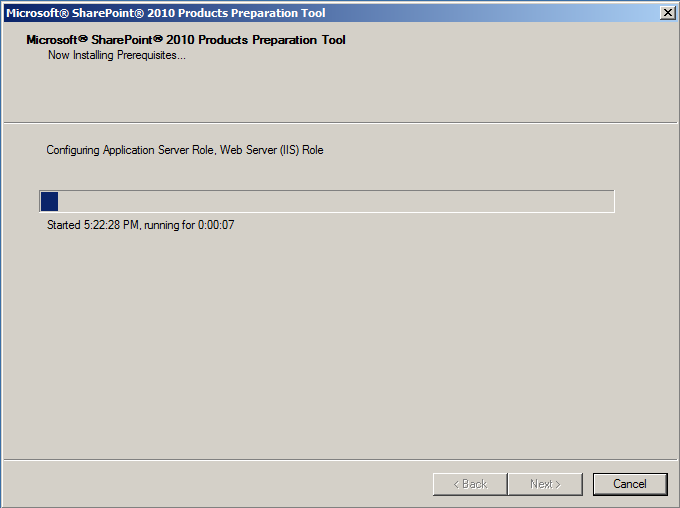 Microsoft® SharePoint® 2010 Products Preparation Tool
Microsoft® SharePoint® 2010 Products Preparation Tool
Now Installing Prerequisites...
Configuring Application Server Role, Web Server (IIS) Role
Started 5:22:28 PM, running for 0:00:07
< Back
Next >
Cancel